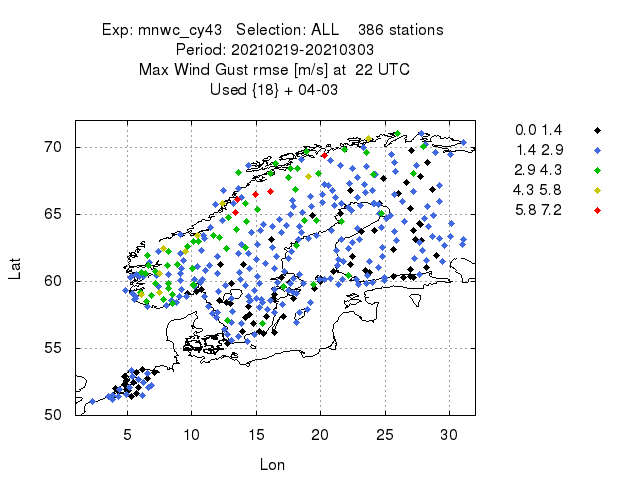 Exp: mnwc_cy43 Selection: ALL 386 stations
Period: 20210219-20210303
Max Wind Gust rmse [m/s] at 22 UTC
Used {18} + 04-03
70
65
60
55
50
Lat
5 10 15 20 25 30
Lon
0.0 1.4
1.4 2.9
2.9 4.3
4.3 5.8
5.8 7.2